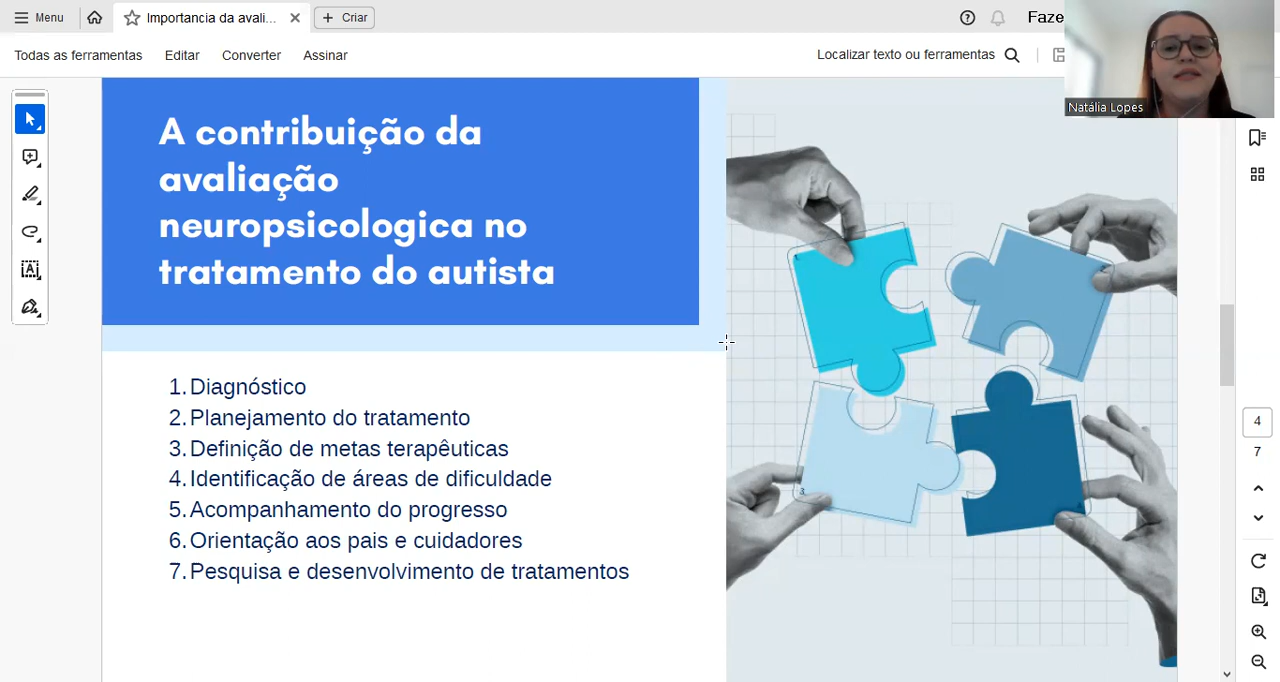 Menu
Importancia da avali...
Criar
Faze
Todas as ferramentas
Editar
Converter
Assinar
Localizar texto ou ferramentas
Natália Lopes
A contribuição da
avaliação
neuropsicologica no
tratamento do autista
1. Diagnóstico
2. Planejamento do tratamento
3. Definição de metas terapêuticas
4. Identificação de áreas de dificuldade
5. Acompanhamento do progresso
6. Orientação aos pais e cuidadores
7. Pesquisa e desenvolvimento de tratamentos
3
4
7